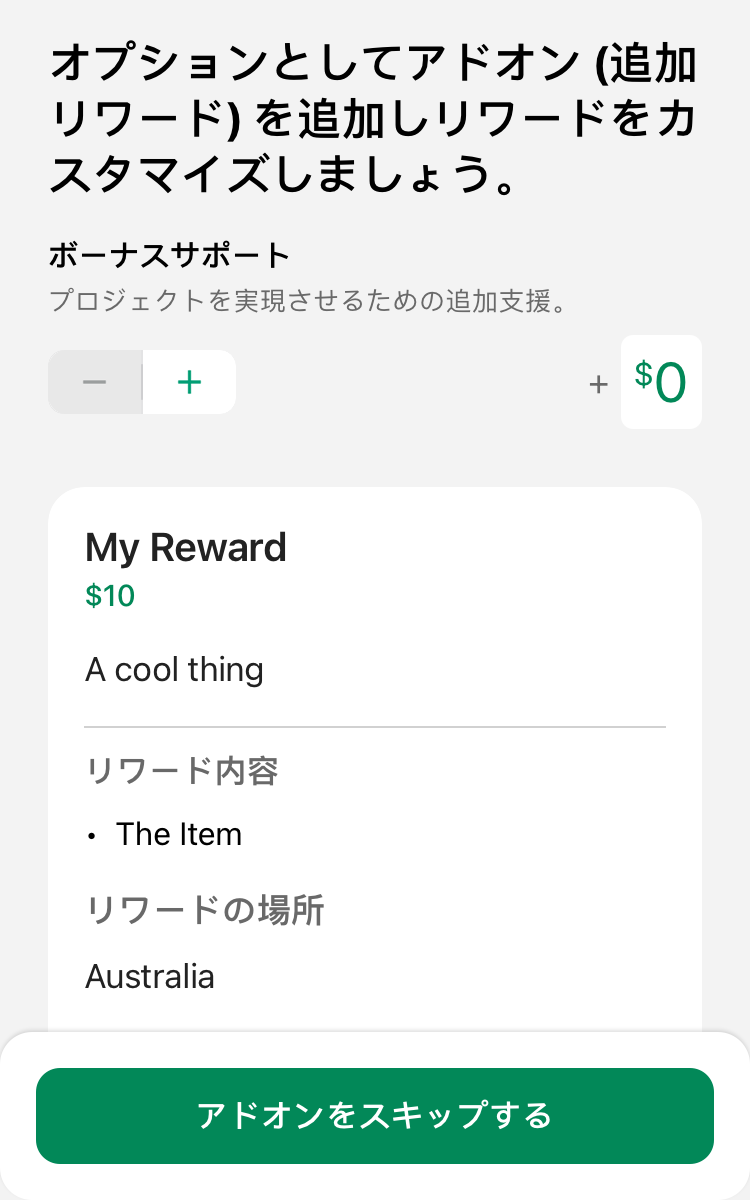 オプションとしてアドオン (追加
リワード) を追加しリワードをカ
スタマイズしましょう。
ボーナスサポート
プロジェクトを実現させるための追加支援。
− +
+ $0
My Reward
$10
A cool thing
リワード内容
• The Item
リワードの場所
Australia
アドオンをスキップする